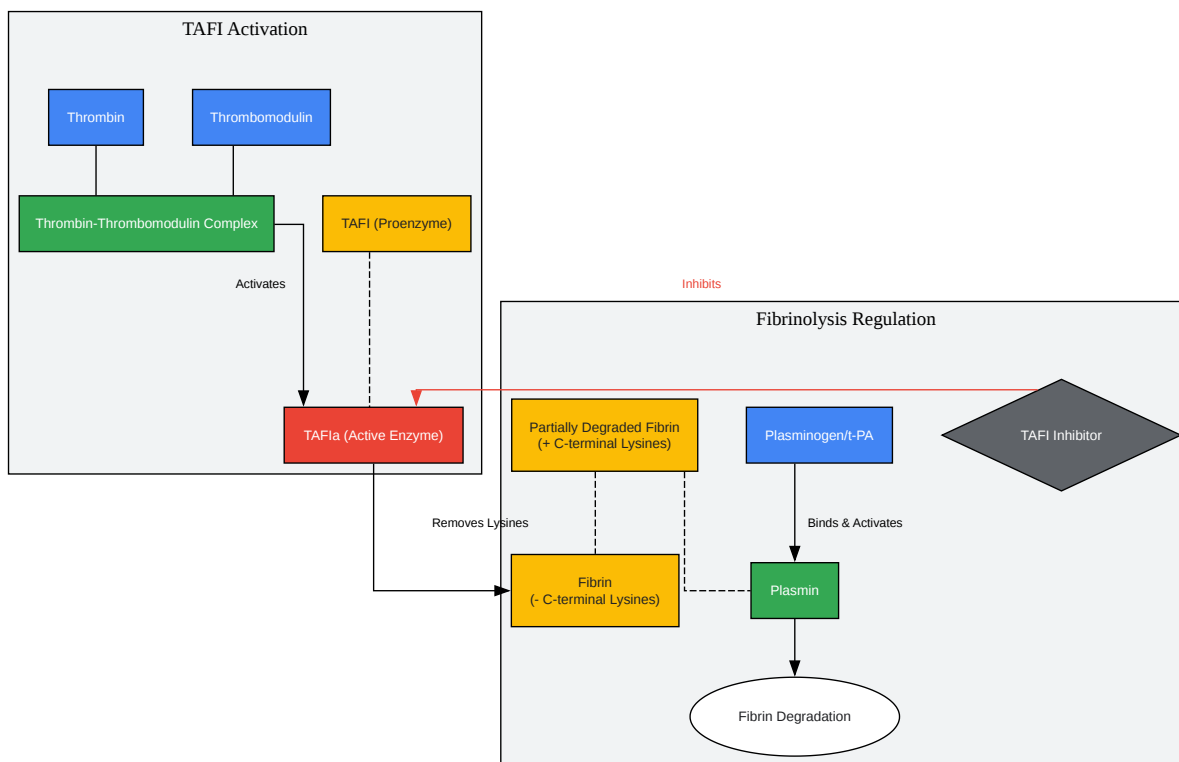 TAFI Activation
Thrombin
Thrombomodulin
Thrombin-Thrombomodulin Complex
TAFI (Proenzyme)
Activates
Inhibits
Fibrinolysis Regulation
TAFIa (Active Enzyme)
Partially Degraded Fibrin
(+ C-terminal Lysines)
Plasminogen/t-PA
TAFI Inhibitor
Removes Lysines
Binds & Activates
Fibrin
(- C-terminal Lysines)
Plasmin
Fibrin Degradation